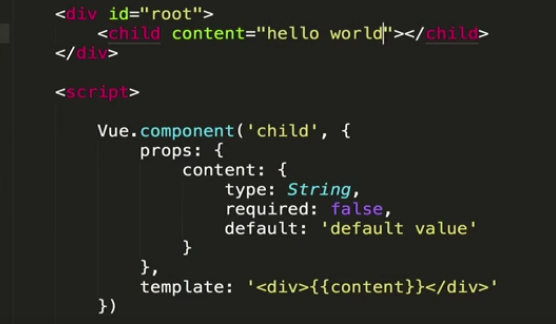 <div id="root">
<child content="hello world"></child>
</div>
<script>
Vue.component('child', {
props: {
content: {
type: String,
required: false,
default: 'default value'
}
},
template: '<div>{{content}}</div>'
})